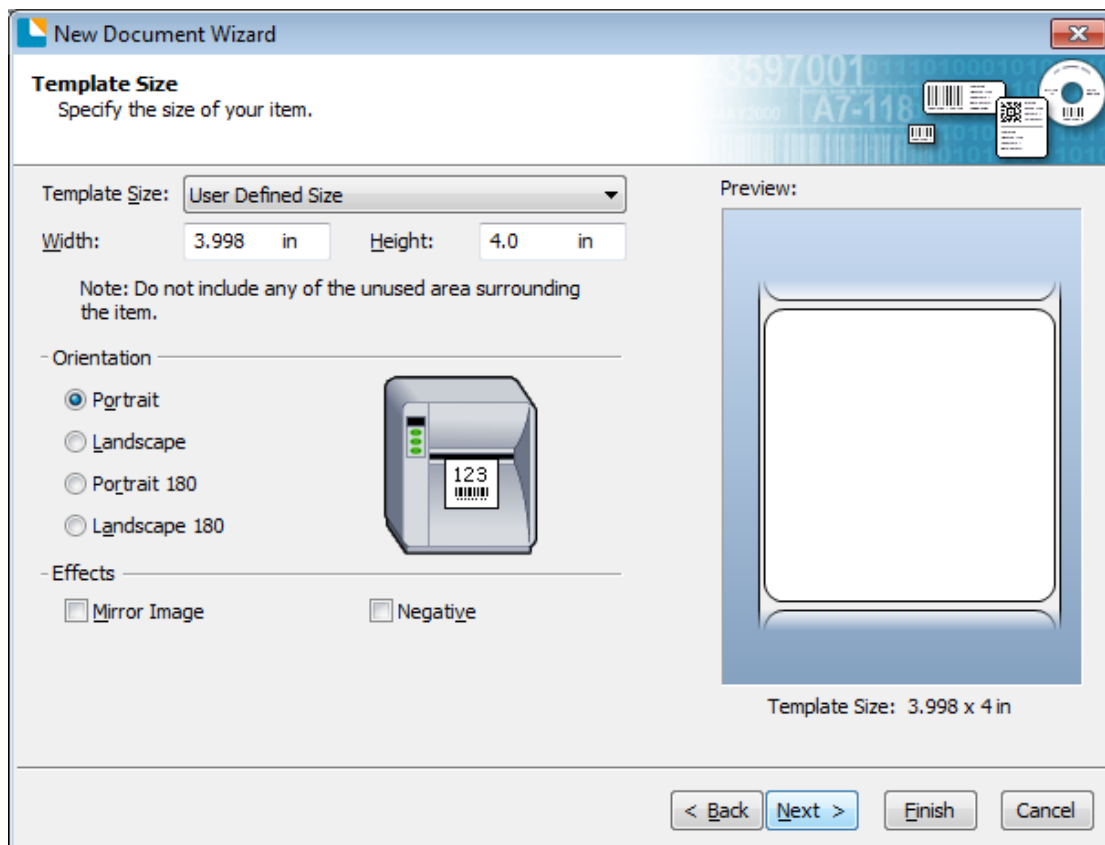 New Document Wizard
Template Size
Specify the size of your item.
3597001
A7-118
Template Size: User Defined Size
Preview:
Width: 3.998 in Height: 4.0 in
Note: Do not include any of the unused area surrounding
the item.
Orientation
Portrait
Landscape
Portrait 180
Landscape 180
123
Effects
Mirror Image Negative
Template Size: 3.998 x 4 in
< Back Next > Finish Cancel